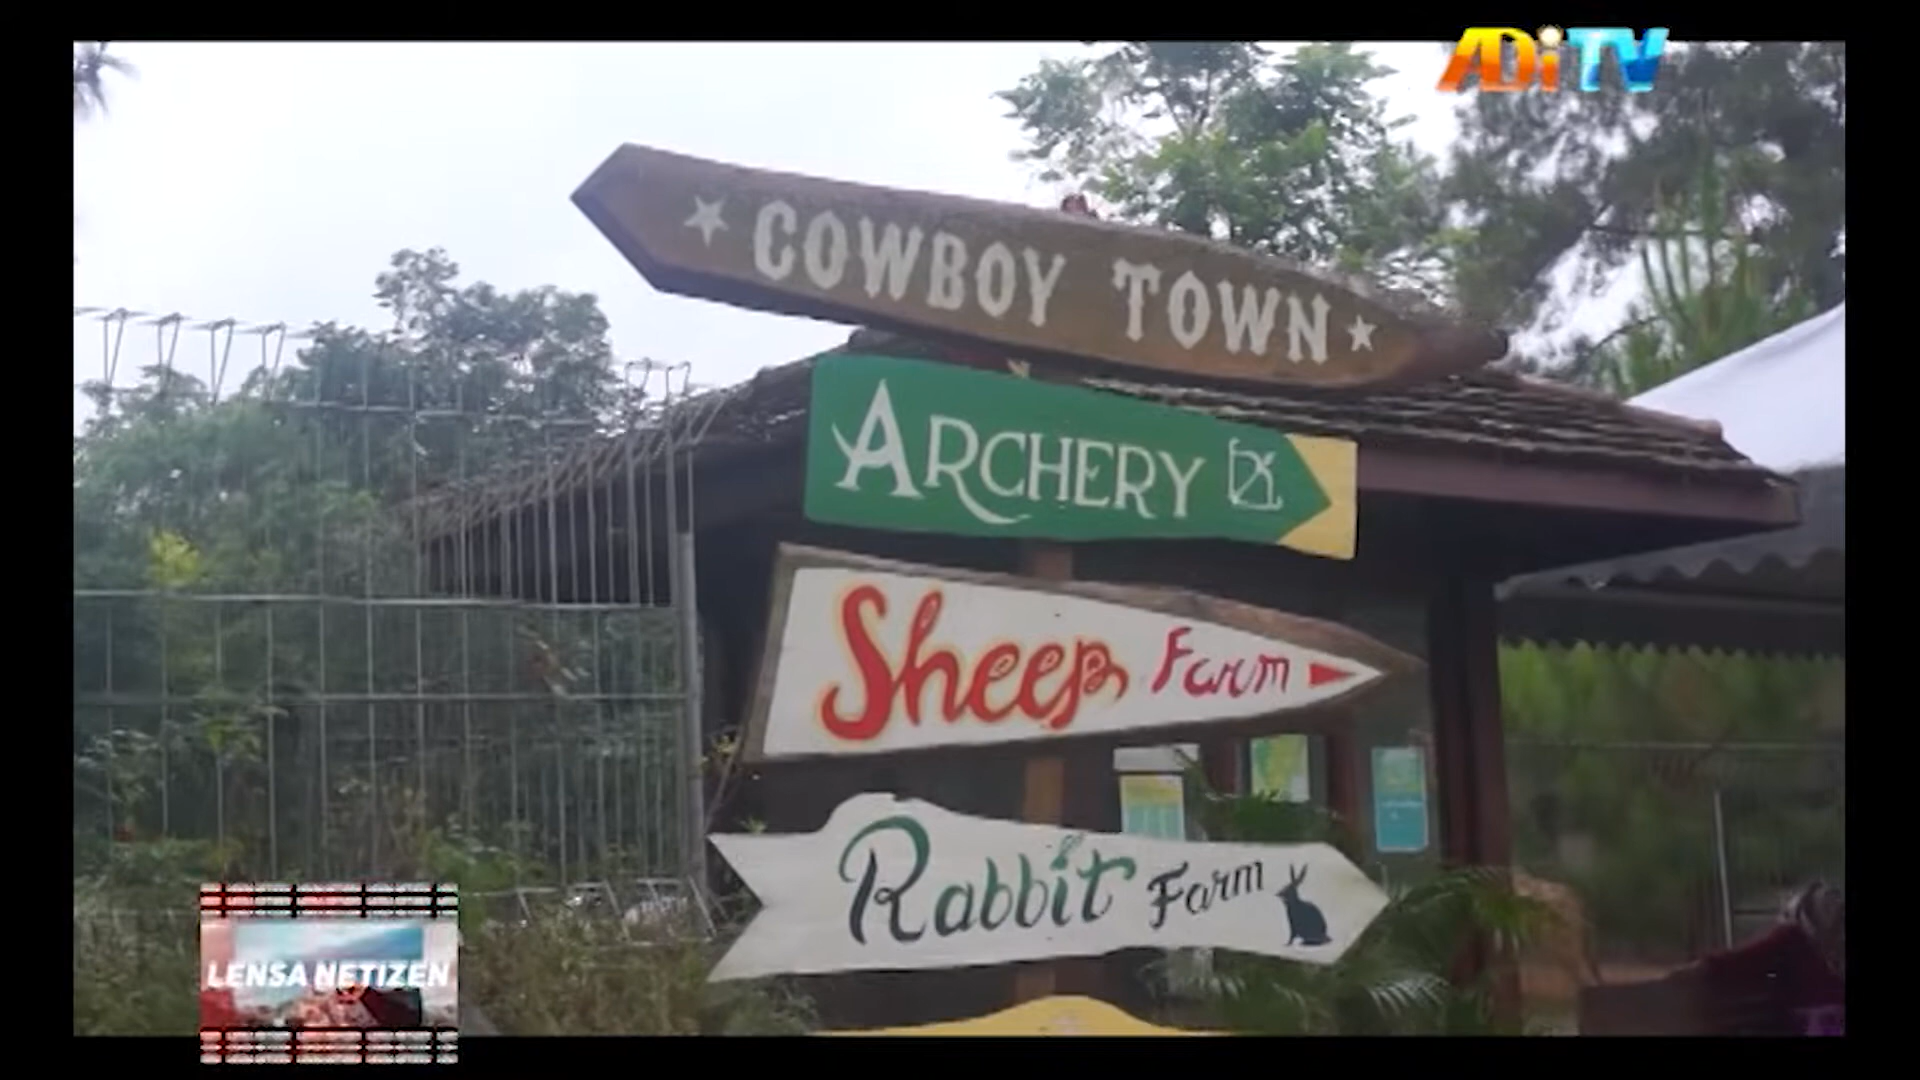 ADiTV
COWBOY TOWN
ARCHERY
Sheep Farm
Rabbit Farm
LENSA NETIZEN